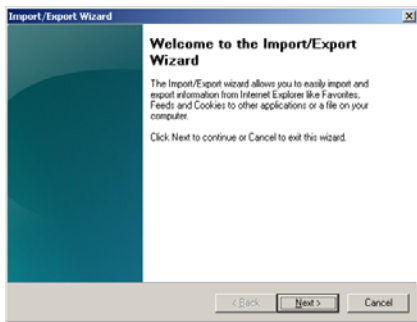 Import/Export Wizard
Welcome to the Import/Export
Wizard
The Import/Export wizard allows you to easily import and
export information from Internet Explorer like Favorites,
Feeds and Cookies to other applications or a file on your
computer.
Click Next to continue or Cancel to exit this wizard.
< Back Next > Cancel